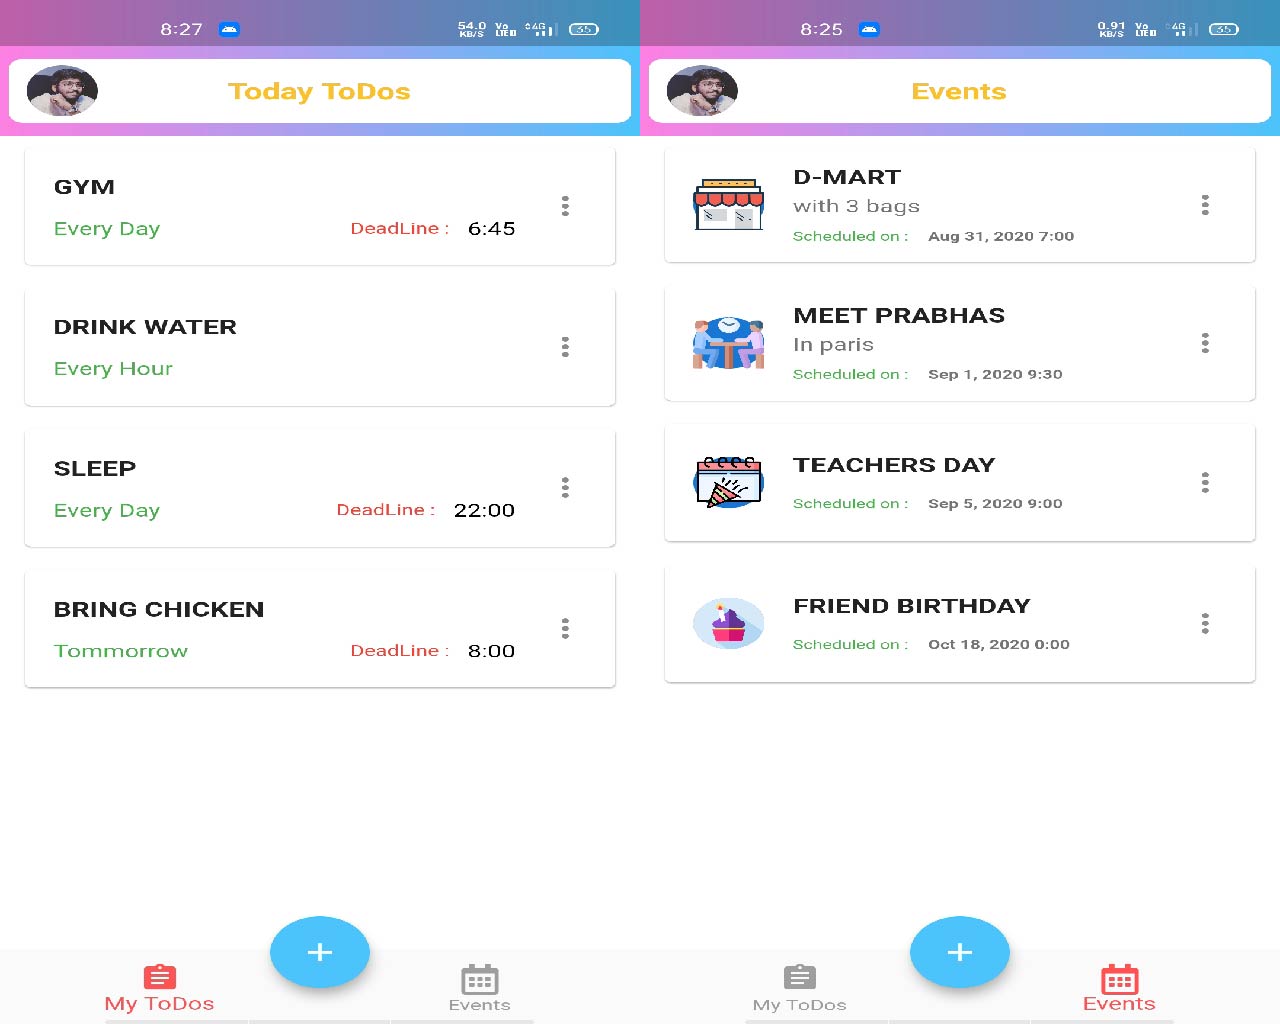 8:27
54.0 KB/S Vo LTE 4G 35
Today ToDos
GYM
Every Day DeadLine : 6:45
DRINK WATER
Every Hour
SLEEP
Every Day DeadLine : 22:00
BRING CHICKEN
Tommorrow DeadLine : 8:00
+
My ToDos Events
8:25
0.91 KB/S Vo LTE 4G 35
Events
D-MART
with 3 bags
Scheduled on : Aug 31, 2020 7:00
MEET PRABHAS
In paris
Scheduled on : Sep 1, 2020 9:30
TEACHERS DAY
Scheduled on : Sep 5, 2020 9:00
FRIEND BIRTHDAY
Scheduled on : Oct 18, 2020 0:00
+
My ToDos Events